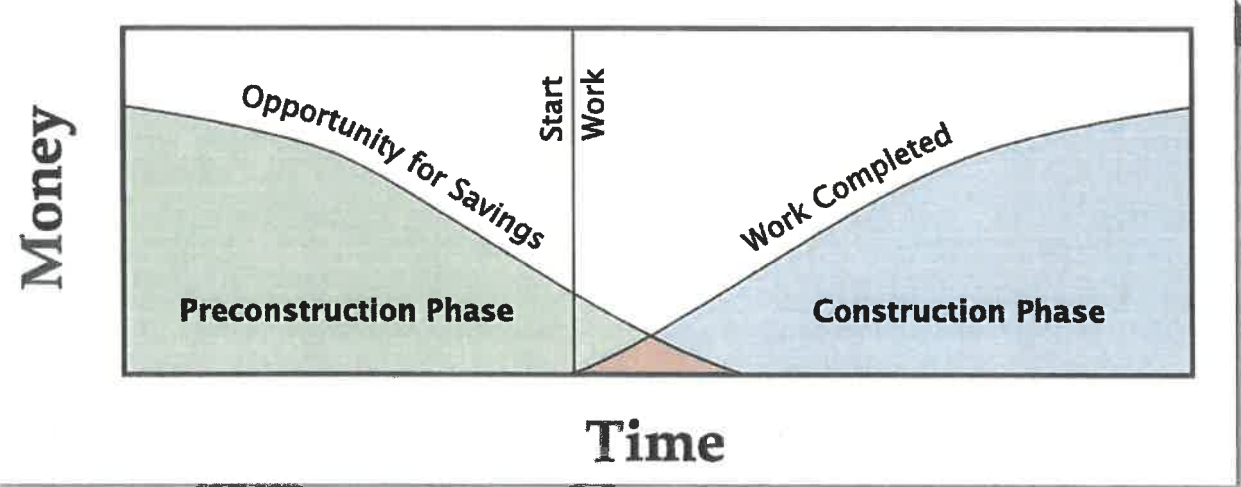 Money
Opportunity for Savings
Start
Work
Work Completed
Preconstruction Phase
Construction Phase
Time